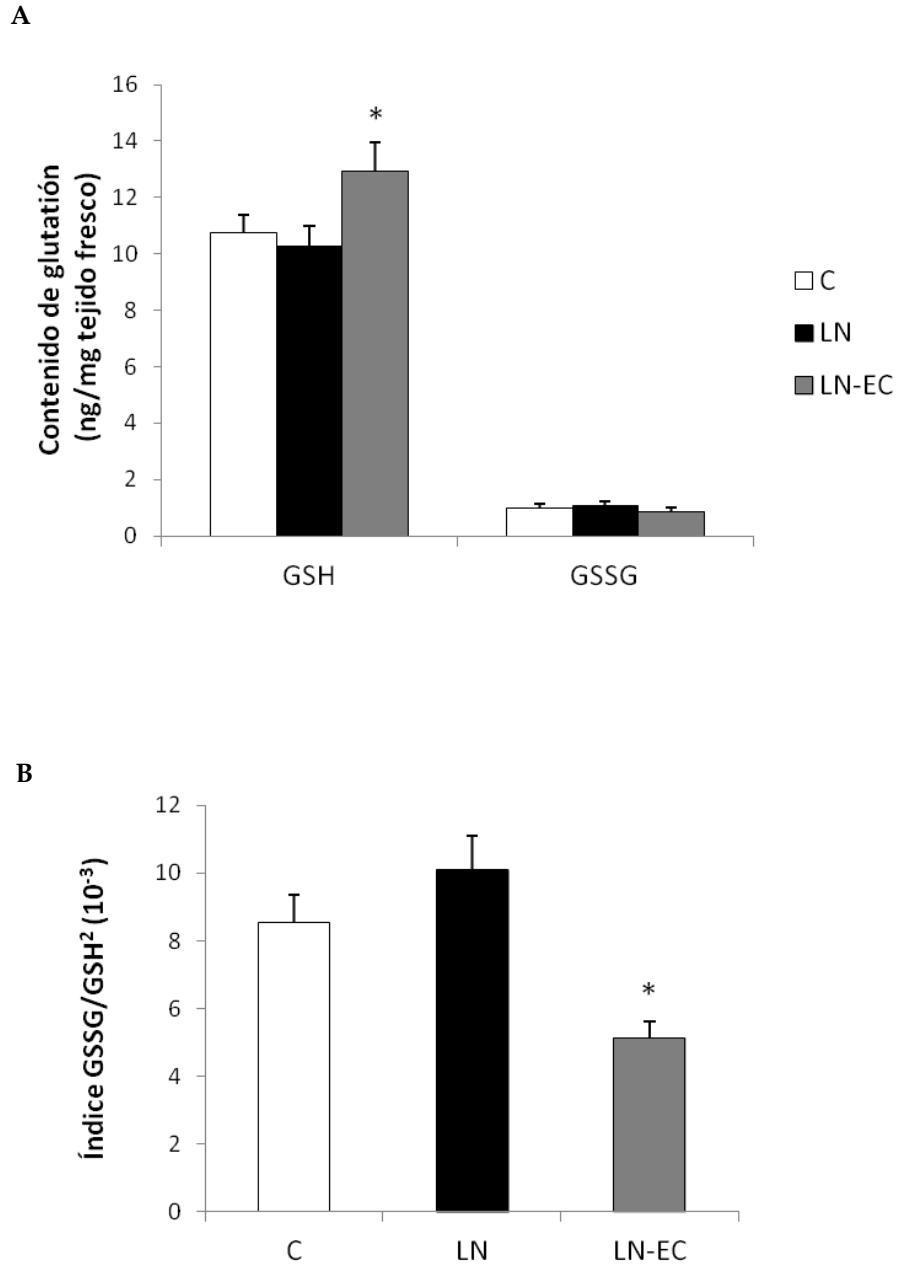 A
Contenido de glutatión
(ng/mg tejido fresco)
16
14
12
10
8
6
4
2
0
*
GSH
GSSG
C
LN
LN-EC
B
Índice GSSG/GSH² (10⁻³)
12
10
8
6
4
2
0
*
C
LN
LN-EC